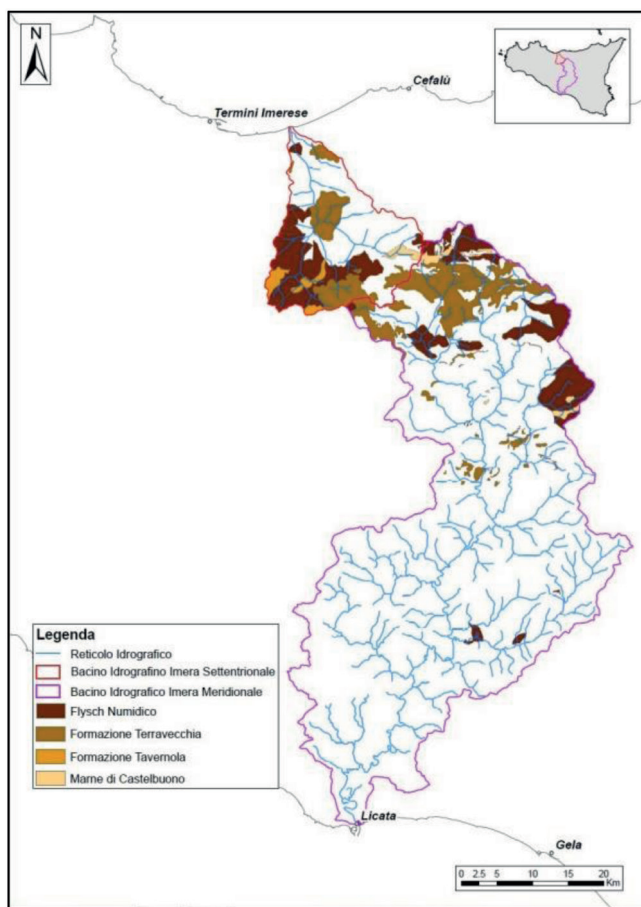 N
Cefalù
Termini Imerese
Legenda
Reticolo Idrografico
Bacino Idrografino Imera Settentrionale
Bacino Idrografico Imera Meridionale
Flysch Numidico
Formazione Terravecchia
Formazione Tavernola
Marne di Castelbuono
Licata
Gela
0 2.5 5 10 15 20
Km